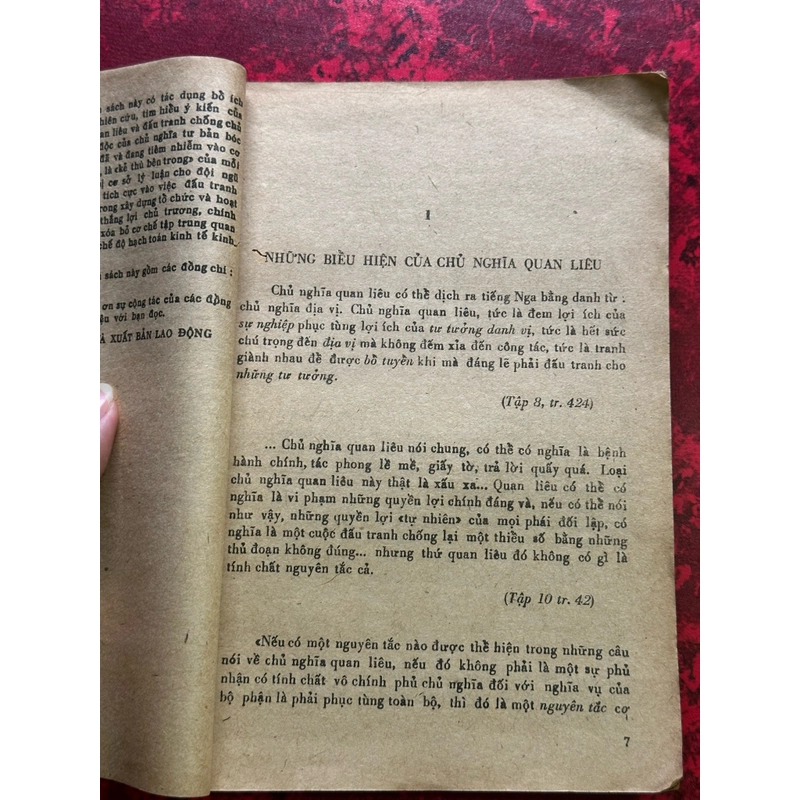 sách này có tác dụng bồ ích
hiên cứu, tìm hiểu ý kiến của
an liêu và đấu tranh chống chủ
độc của chủ nghĩa tư bản bóc
đã và đang tiêm nhiễm vào cơ
là «kẻ thù bên trong» của mỗi
ị cơ sở lý luận cho đội ngũ
tích cực vào việc đấu tranh
rong xây dựng tổ chức và hoạt
thắng lợi chủ trương, chính
xóa bỏ cơ chế tập trung quan
chế độ hạch toán kinh tế kinh
sách này gồm các đồng chí :
ơn sự cộng tác của các đồng
ận với bạn đọc.
À XUẤT BẢN LAO ĐỘNG
I
NHỮNG BIỂU HIỆN CỦA CHỦ NGHĨA QUAN LIÊU
Chủ nghĩa quan liêu có thể dịch ra tiếng Nga bằng danh từ :
chủ nghĩa địa vị. Chủ nghĩa quan liêu, tức là đem lợi ích của
sự nghiệp phục tùng lợi ích của tư tưởng danh vị, tức là hết sức
chú trọng đến địa vị mà không đếm xỉa đến công tác, tức là tranh
giành nhau để được bồ tuyển khi mà đáng lẽ phải đấu tranh cho
những tư tưởng.
(Tập 8, tr. 424)
... Chủ nghĩa quan liêu nói chung, có thể có nghĩa là bệnh
hành chính, tác phong lề mề, giấy tờ, trả lời quấy quá. Loại
chủ nghĩa quan liêu này thật là xấu xa... Quan liêu có thể có
nghĩa là vi phạm những quyền lợi chính đáng và, nếu có thể nói
như vậy, những quyền lợi «tự nhiên» của mọi phái đối lập, có
nghĩa là một cuộc đấu tranh chống lại một thiểu số bằng những
thủ đoạn không đúng... nhưng thứ quan liêu đó không có gì là
tính chất nguyên tắc cả.
(Tập 10 tr. 42)
«Nếu có một nguyên tắc nào được thể hiện trong những câu
nói về chủ nghĩa quan liêu, nếu đó không phải là một sự phủ
nhận có tính chất vô chính phủ chủ nghĩa đối với nghĩa vụ của
bộ phận là phải phục tùng toàn bộ, thì đó là một nguyên tắc cơ
7